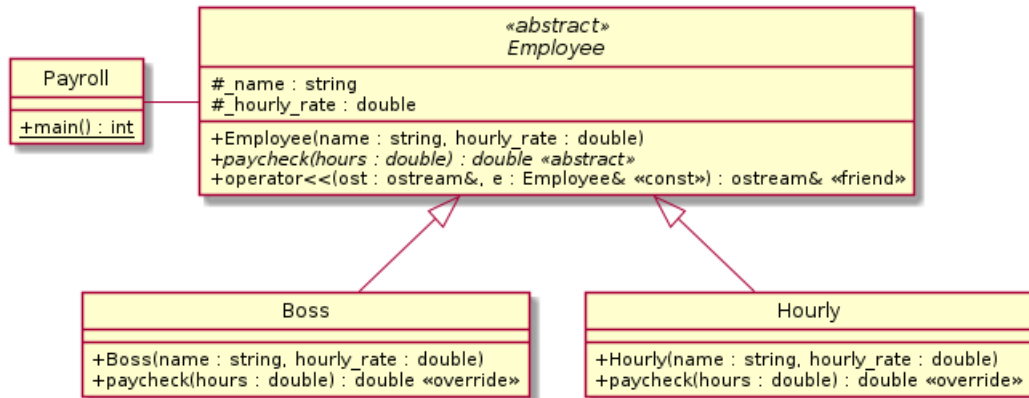 «abstract»
Employee
#_name : string
#_hourly_rate : double
+Employee(name : string, hourly_rate : double)
+paycheck(hours : double) : double «abstract»
+operator<<(ost : ostream&, e : Employee& «const») : ostream& «friend»
Payroll
+main() : int
Boss
+Boss(name : string, hourly_rate : double)
+paycheck(hours : double) : double «override»
Hourly
+Hourly(name : string, hourly_rate : double)
+paycheck(hours : double) : double «override»